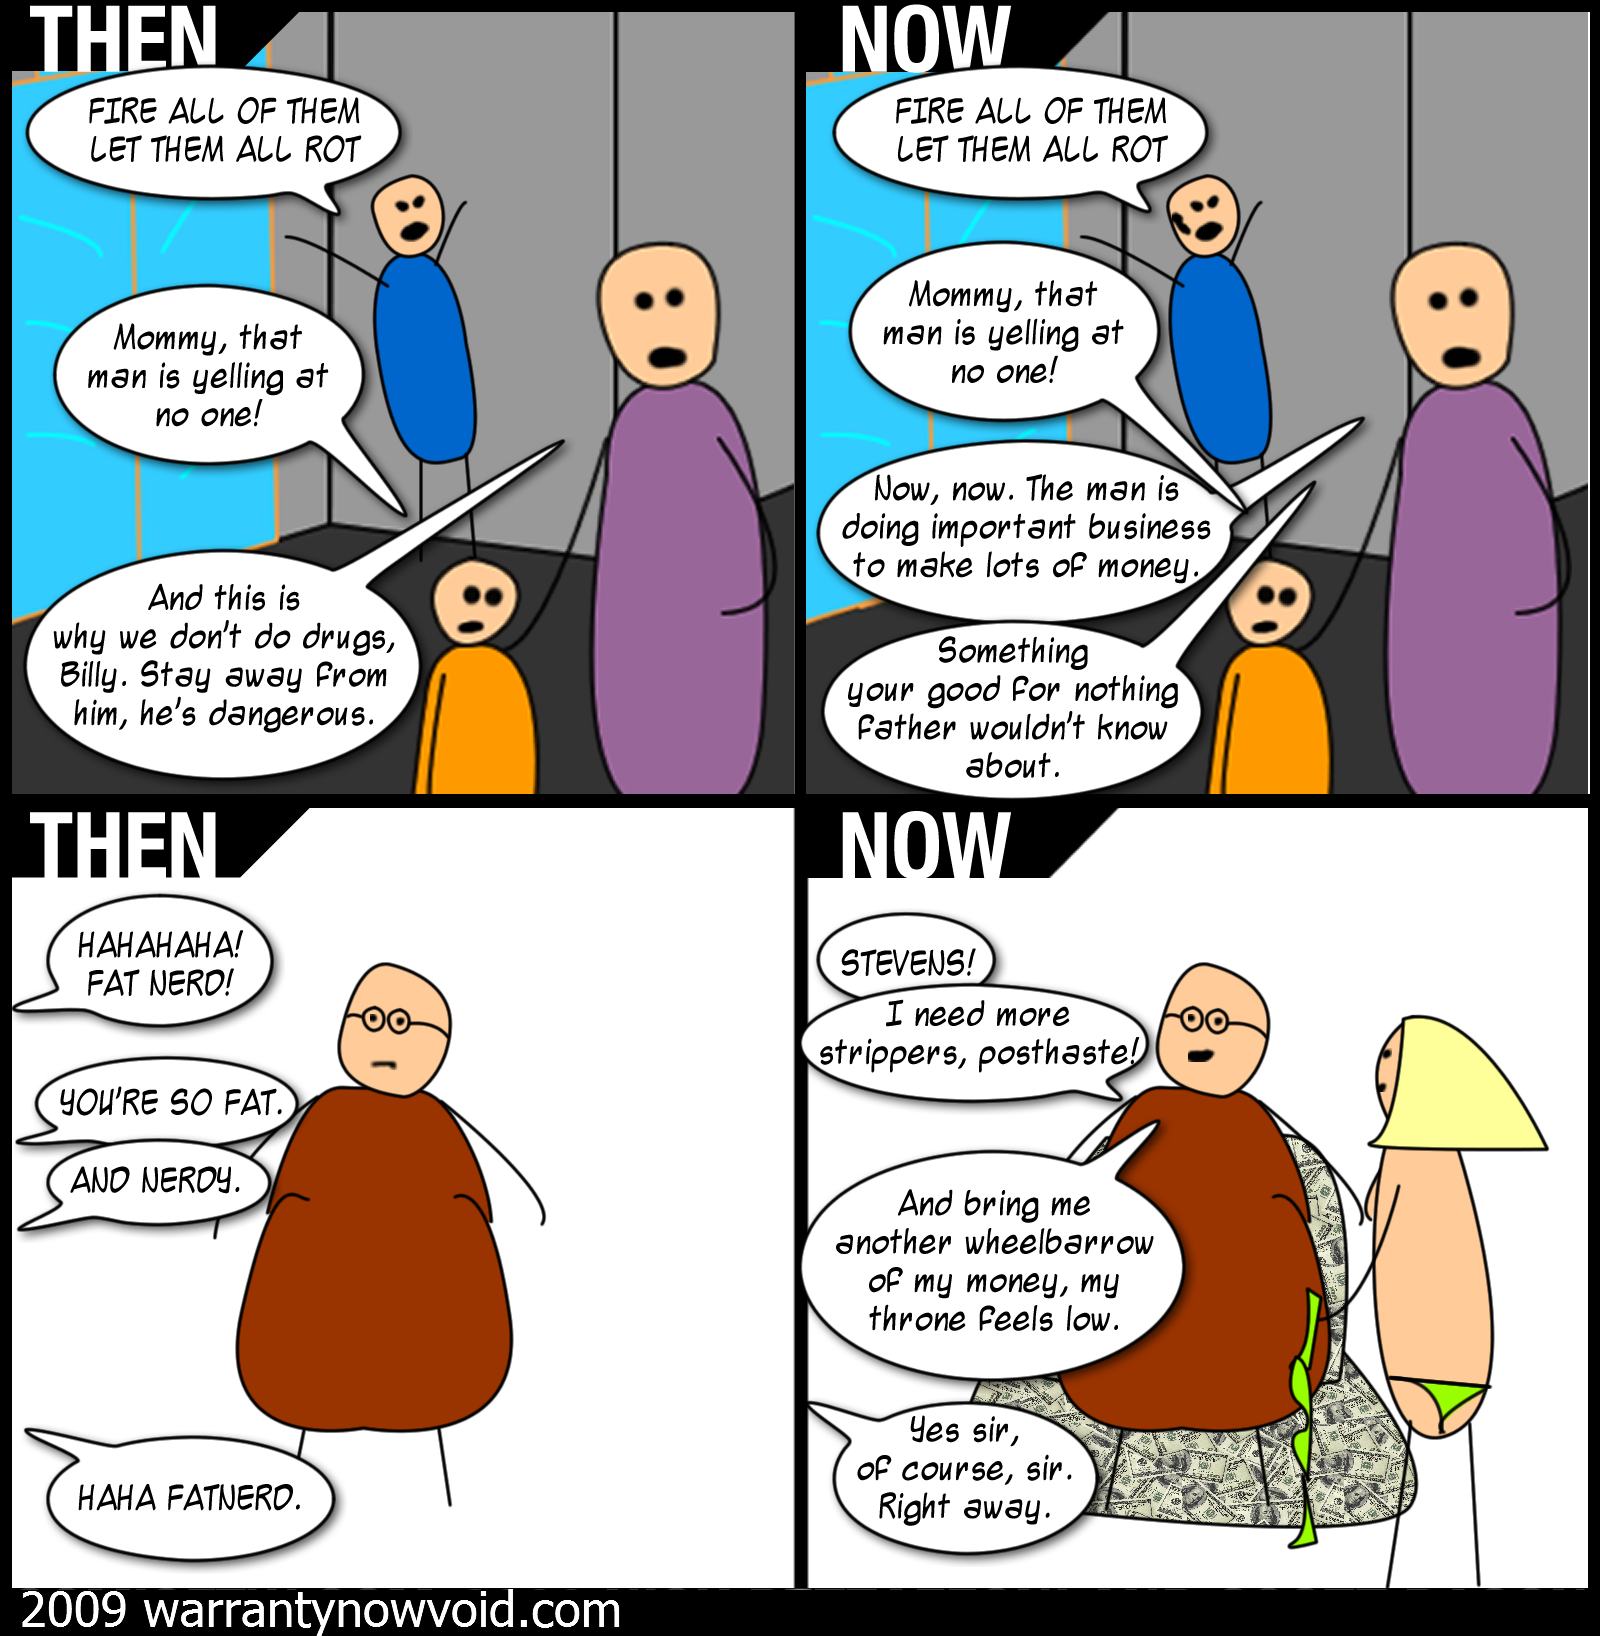 THEN
FIRE ALL OF THEM
LET THEM ALL ROT
Mommy, that
man is yelling at
no one!
And this is
why we don't do drugs,
Billy. Stay away from
him, he's dangerous.
NOW
FIRE ALL OF THEM
LET THEM ALL ROT
Mommy, that
man is yelling at
no one!
Now, now. The man is
doing important business
to make lots of money.
Something
your good for nothing
father wouldn't know
about.
THEN
HAHAHAHA!
FAT NERD!
YOU'RE SO FAT.
AND NERDY.
HAHA FATNERD.
NOW
STEVENS!
I need more
strippers, posthaste!
And bring me
another wheelbarrow
of my money, my
throne feels low.
Yes sir,
of course, sir.
Right away.
2009 warrantynowvoid.com